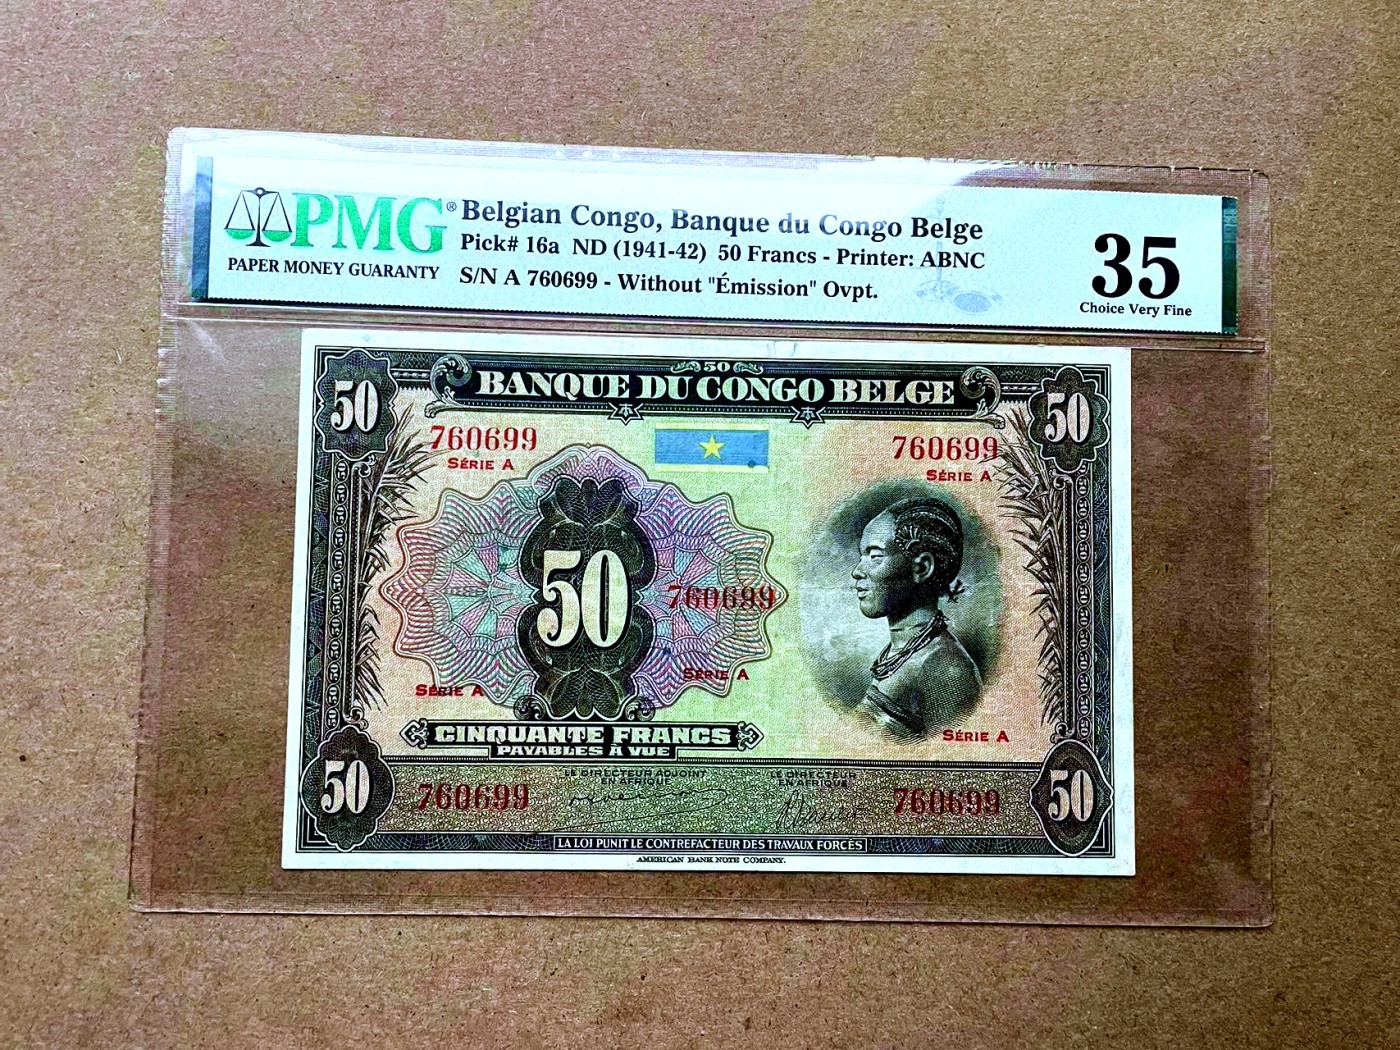 PMG®
PAPER MONEY GUARANTY
Belgian Congo, Banque du Congo Belge
Pick# 16a ND (1941-42) 50 Francs - Printer: ABNC
S/N A 760699 - Without "Émission" Ovpt.
35
Choice Very Fine
50
50
BANQUE DU CONGO BELGE
50
760699
SÉRIE A
760699
SÉRIE A
50
760699
SÉRIE A
SÉRIE A
SÉRIE A
CINQUANTE FRANCS
PAYABLES À VUE
50
760699
LE DIRECTEUR ADJOINT
EN AFRIQUE
LE DIRECTEUR
EN AFRIQUE
760699
50
LA LOI PUNIT LE CONTREFACTEUR DES TRAVAUX FORCÉS
AMERICAN BANK NOTE COMPANY.